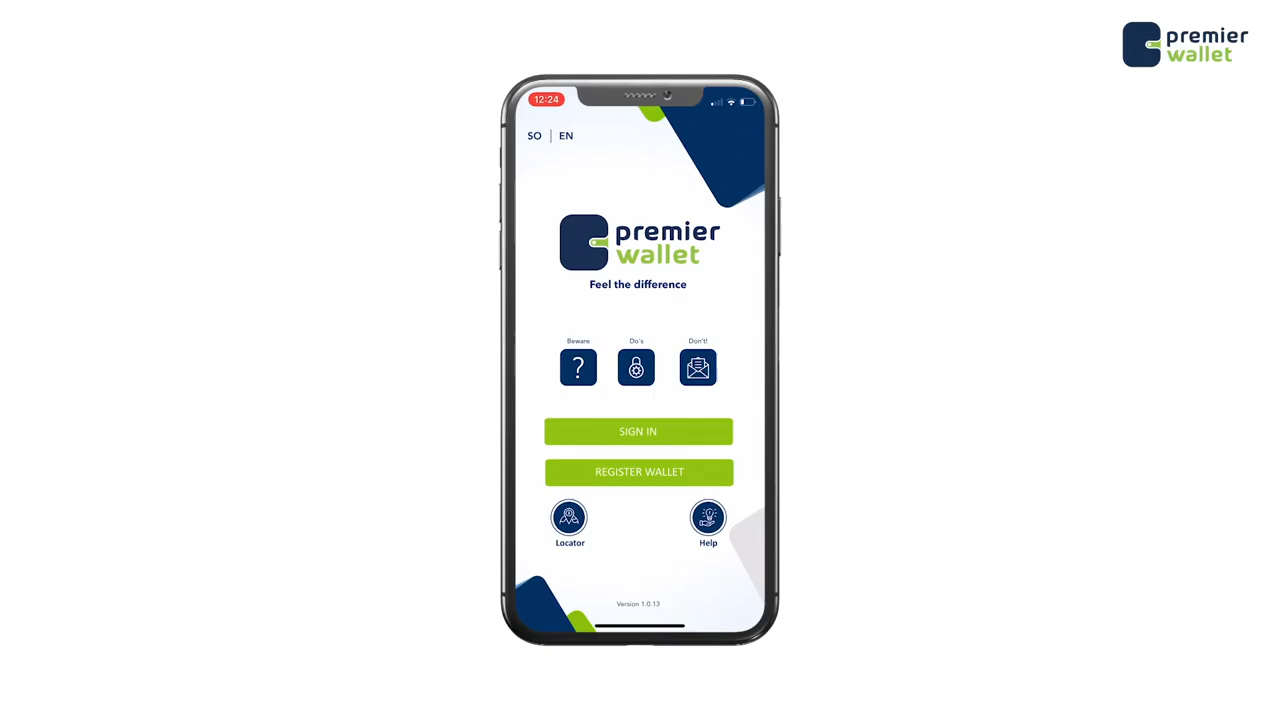 premier
wallet
12:24
SO | EN
premier
wallet
Feel the difference
Beware
Do's
Don't!
SIGN IN
REGISTER WALLET
Locator
Help
Version 1.0.13